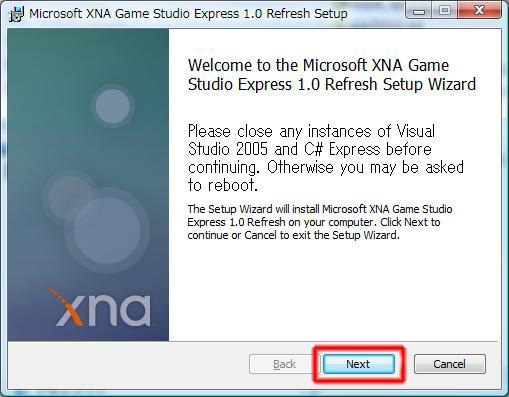 Microsoft XNA Game Studio Express 1.0 Refresh Setup
Welcome to the Microsoft XNA Game
Studio Express 1.0 Refresh Setup Wizard
Please close any instances of Visual
Studio 2005 and C# Express before
continuing. Otherwise you may be asked
to reboot.
The Setup Wizard will install Microsoft XNA Game Studio
Express 1.0 Refresh on your computer. Click Next to
continue or Cancel to exit the Setup Wizard.
xna
Back Next Cancel